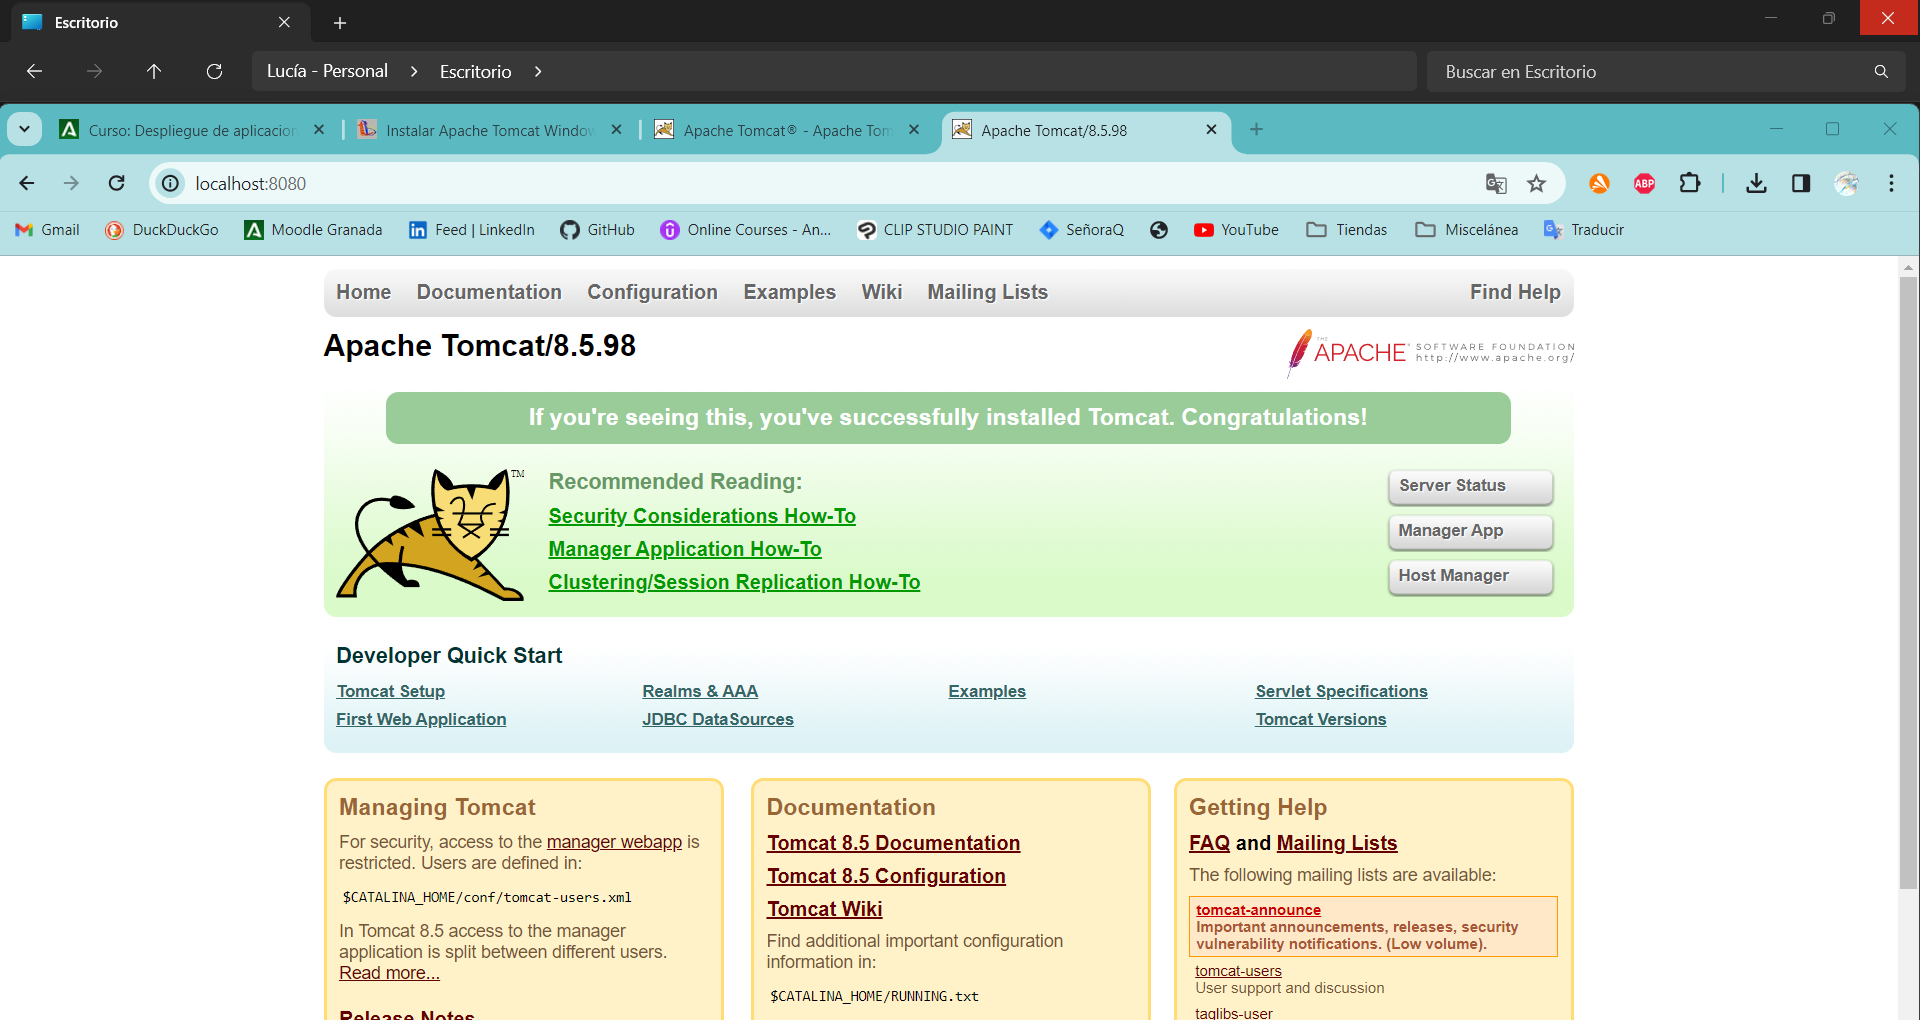 Escritorio
Lucía - Personal > Escritorio >
Buscar en Escritorio
Curso: Despliegue de aplicacion
Instalar Apache Tomcat Window
Apache Tomcat® - Apache Tom
Apache Tomcat/8.5.98
localhost:8080
ABP
Gmail
DuckDuckGo
Moodle Granada
Feed | LinkedIn
GitHub
Online Courses - An...
CLIP STUDIO PAINT
SeñoraQ
YouTube
Tiendas
Miscelánea
Traducir
Home Documentation Configuration Examples Wiki Mailing Lists Find Help
Apache Tomcat/8.5.98
THE
APACHE® SOFTWARE FOUNDATION
http://www.apache.org/
If you're seeing this, you've successfully installed Tomcat. Congratulations!
TM
Recommended Reading:
Security Considerations How-To
Manager Application How-To
Clustering/Session Replication How-To
Server Status
Manager App
Host Manager
Developer Quick Start
Tomcat Setup
First Web Application
Realms & AAA
JDBC DataSources
Examples
Servlet Specifications
Tomcat Versions
Managing Tomcat
For security, access to the manager webapp is
restricted. Users are defined in:
$CATALINA_HOME/conf/tomcat-users.xml
In Tomcat 8.5 access to the manager
application is split between different users.
Read more...
Release Notes
Documentation
Tomcat 8.5 Documentation
Tomcat 8.5 Configuration
Tomcat Wiki
Find additional important configuration
information in:
$CATALINA_HOME/RUNNING.txt
Getting Help
FAQ and Mailing Lists
The following mailing lists are available:
tomcat-announce
Important announcements, releases, security
vulnerability notifications. (Low volume).
tomcat-users
User support and discussion
taglibs-user